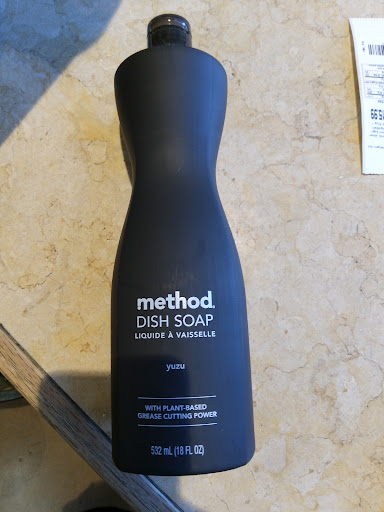 method.
DISH SOAP
LIQUIDE À VAISSELLE
yuzu
WITH PLANT-BASED
GREASE CUTTING POWER
532 mL (18 FL OZ)